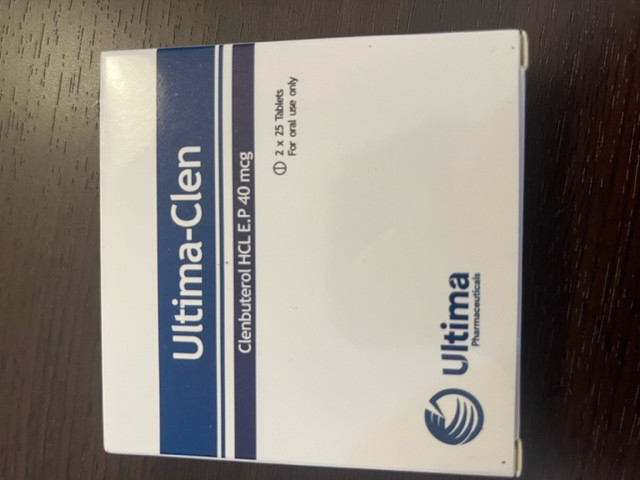 Ultima-Clen
Clenbuterol HCL E.P 40 mcg
2 x 25 Tablets
For oral use only
Ultima
Pharmaceuticals